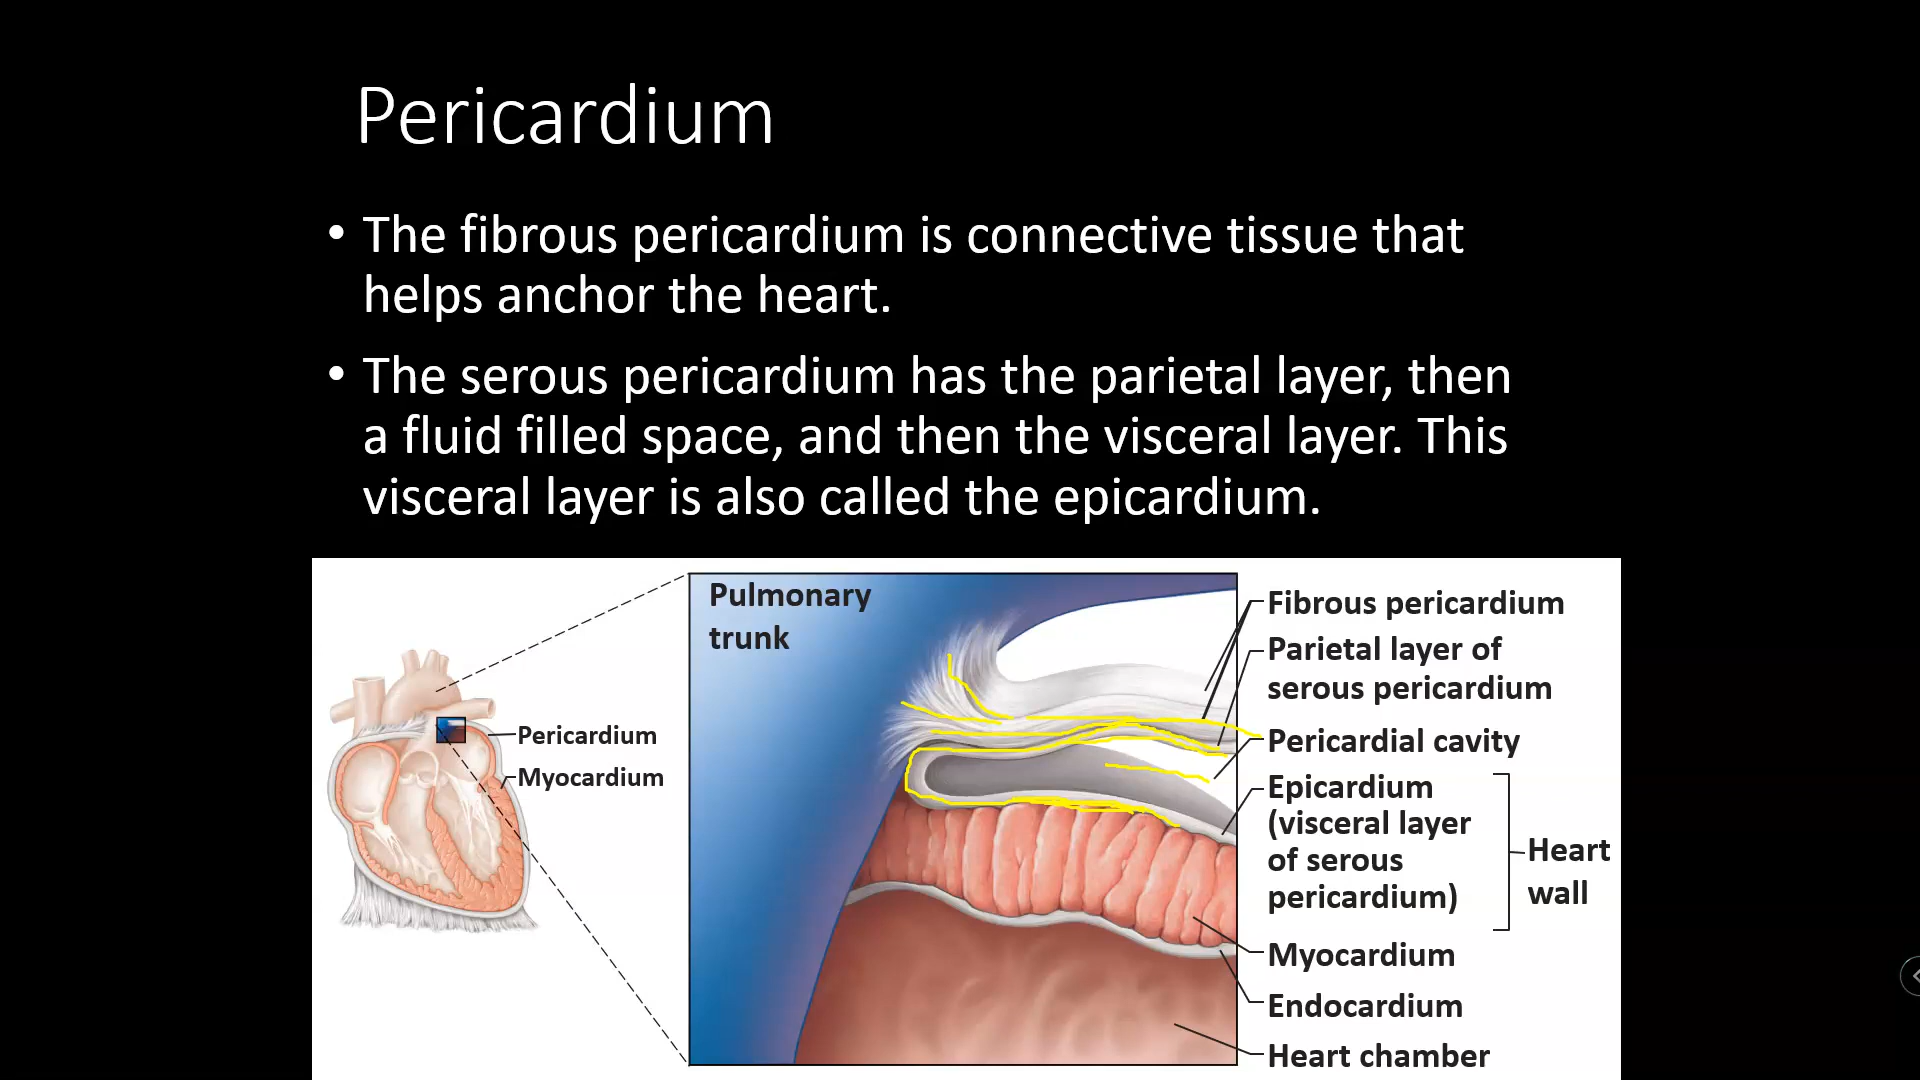 Pericardium
• The fibrous pericardium is connective tissue that
helps anchor the heart.
• The serous pericardium has the parietal layer, then
a fluid filled space, and then the visceral layer. This
visceral layer is also called the epicardium.
Pulmonary
trunk
Pericardium
Myocardium
Fibrous pericardium
Parietal layer of
serous pericardium
Pericardial cavity
Epicardium
(visceral layer
of serous
pericardium)
Heart
wall
Myocardium
Endocardium
Heart chamber